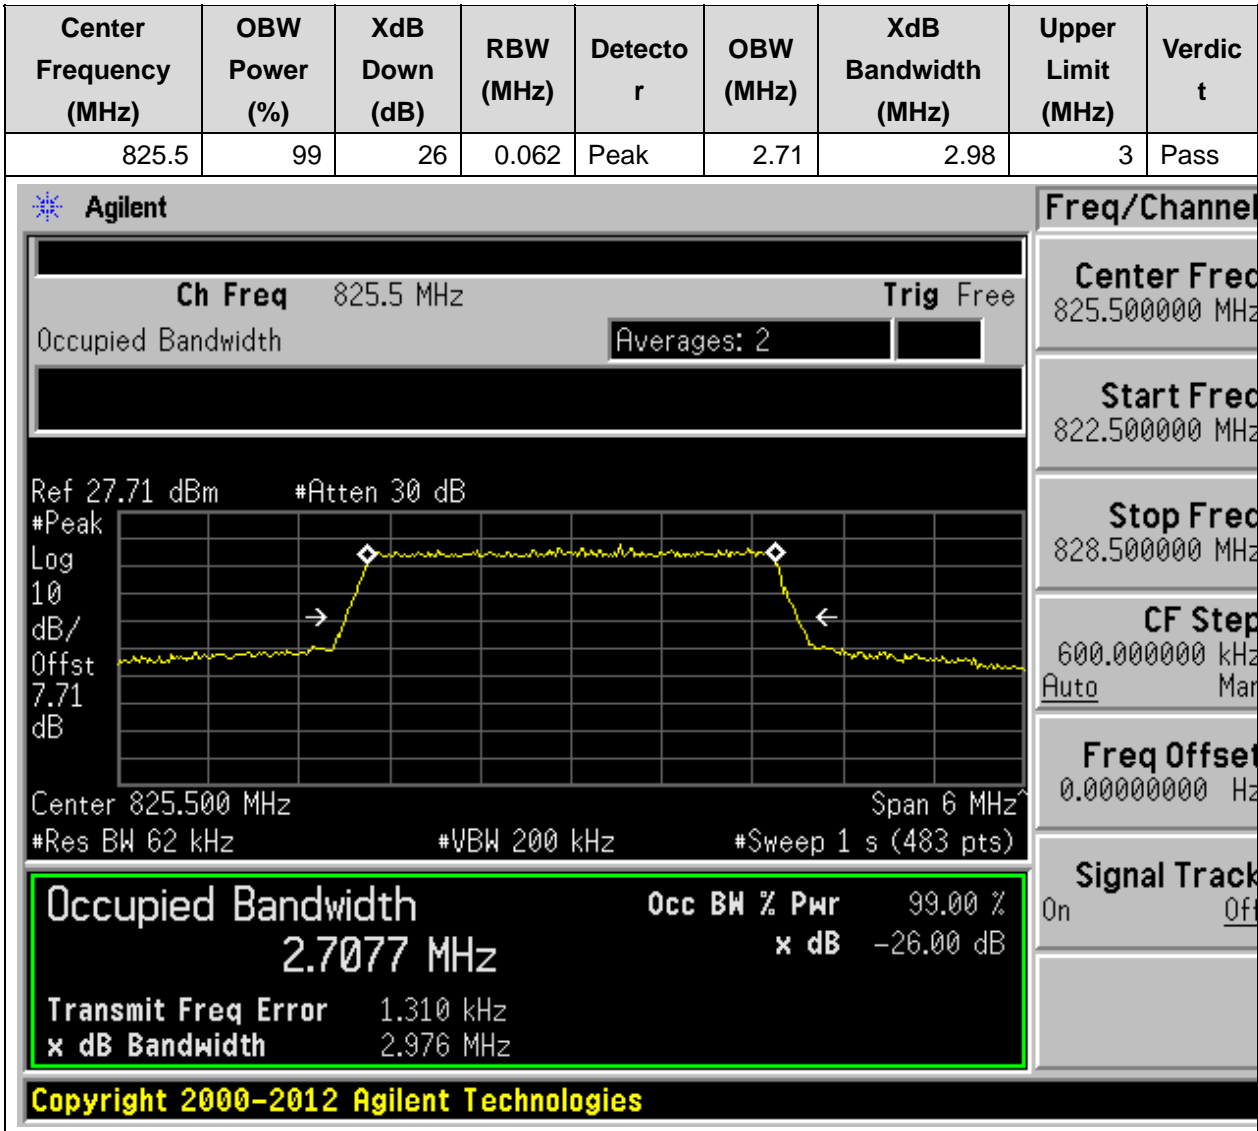 Center Frequency (MHz) OBW Power (%) XdB Down (dB) RBW (MHz) Detecto r OBW (MHz) XdB Bandwidth (MHz) Upper Limit (MHz) Verdic t
825.5 99 26 0.062 Peak 2.71 2.98 3 Pass
Agilent
Freq/Channel
Ch Freq 825.5 MHz Trig Free
Occupied Bandwidth Averages: 2
Ref 27.71 dBm #Atten 30 dB
#Peak
Log
10
dB/
Offst
7.71
dB
Center 825.500 MHz Span 6 MHz^
#Res BW 62 kHz #VBW 200 kHz #Sweep 1 s (483 pts)
Occupied Bandwidth Occ BW % Pwr 99.00 %
2.7077 MHz x dB -26.00 dB
Transmit Freq Error 1.310 kHz
x dB Bandwidth 2.976 MHz
Center Freq
825.500000 MHz
Start Freq
822.500000 MHz
Stop Freq
828.500000 MHz
CF Step
600.000000 kHz
Auto Man
Freq Offset
0.00000000 Hz
Signal Track
On Off
Copyright 2000-2012 Agilent Technologies